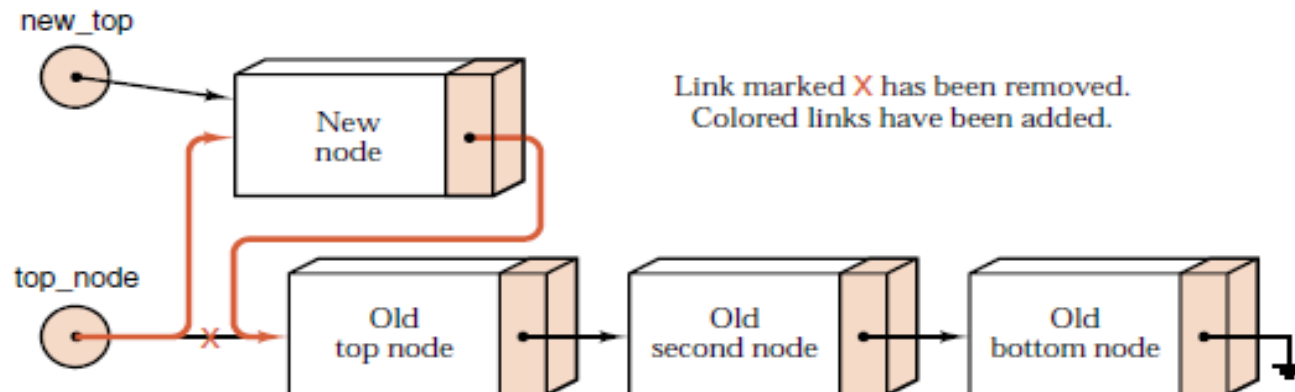 new_top
New
node
Link marked X has been removed.
Colored links have been added.
top_node
X
Old
top node
Old
second node
Old
bottom node